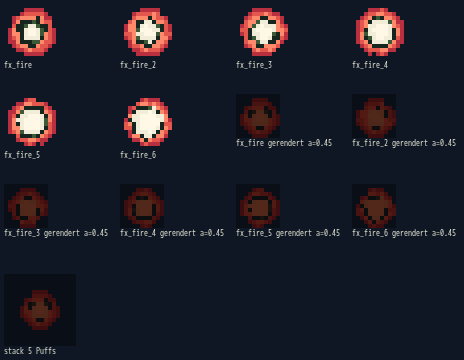 fx_fire
fx_fire_2
fx_fire_3
fx_fire_4
fx_fire_5
fx_fire_6
fx_fire gerendert a=0.45
fx_fire_2 gerendert a=0.45
fx_fire_3 gerendert a=0.45
fx_fire_4 gerendert a=0.45
fx_fire_5 gerendert a=0.45
fx_fire_6 gerendert a=0.45
stack 5 Puffs